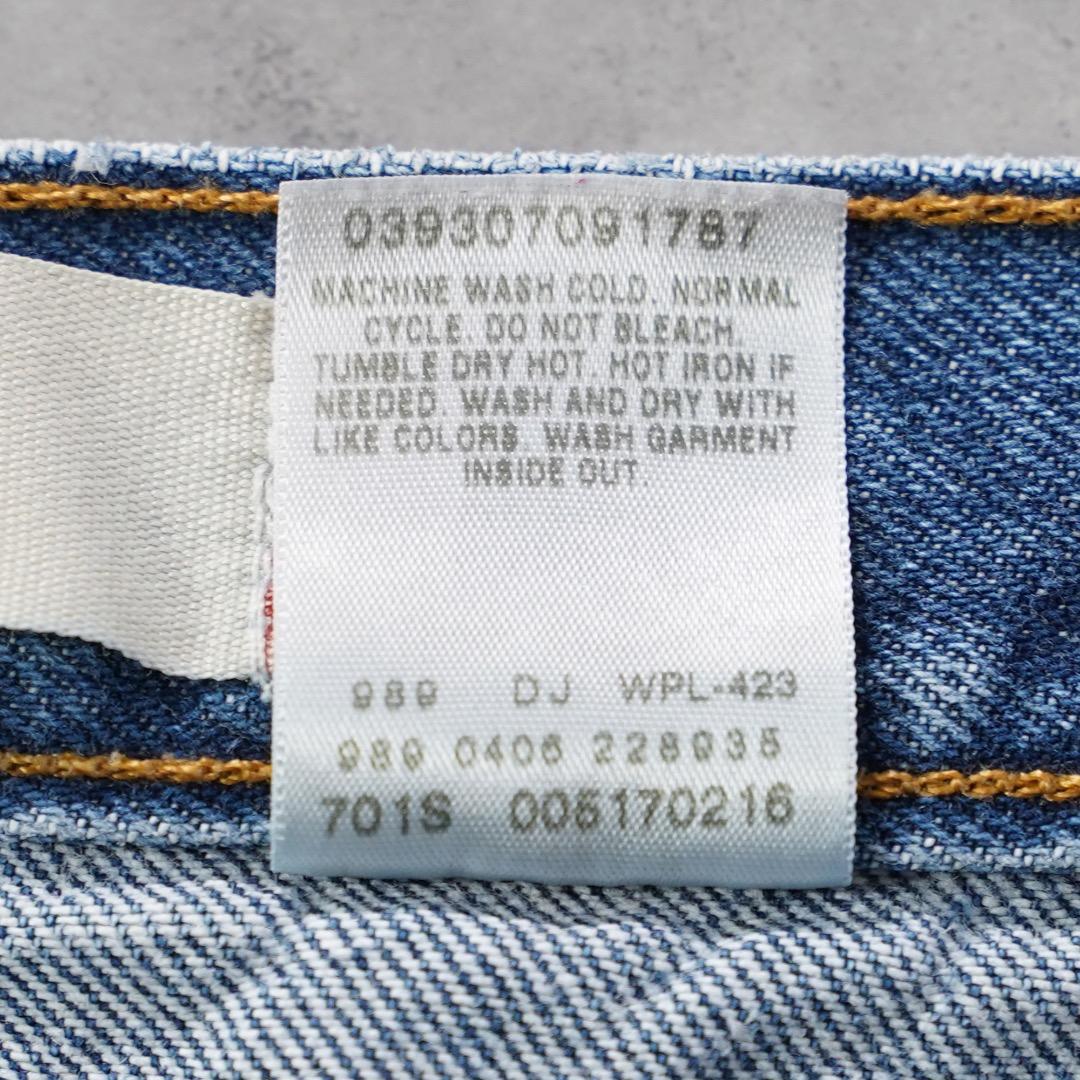 039307091787
MACHINE WASH COLD. NORMAL
CYCLE. DO NOT BLEACH.
TUMBLE DRY HOT. HOT IRON IF
NEEDED. WASH AND DRY WITH
LIKE COLORS. WASH GARMENT
INSIDE OUT.
989 DJ WPL-423
989 0406 228935
701S 005170216